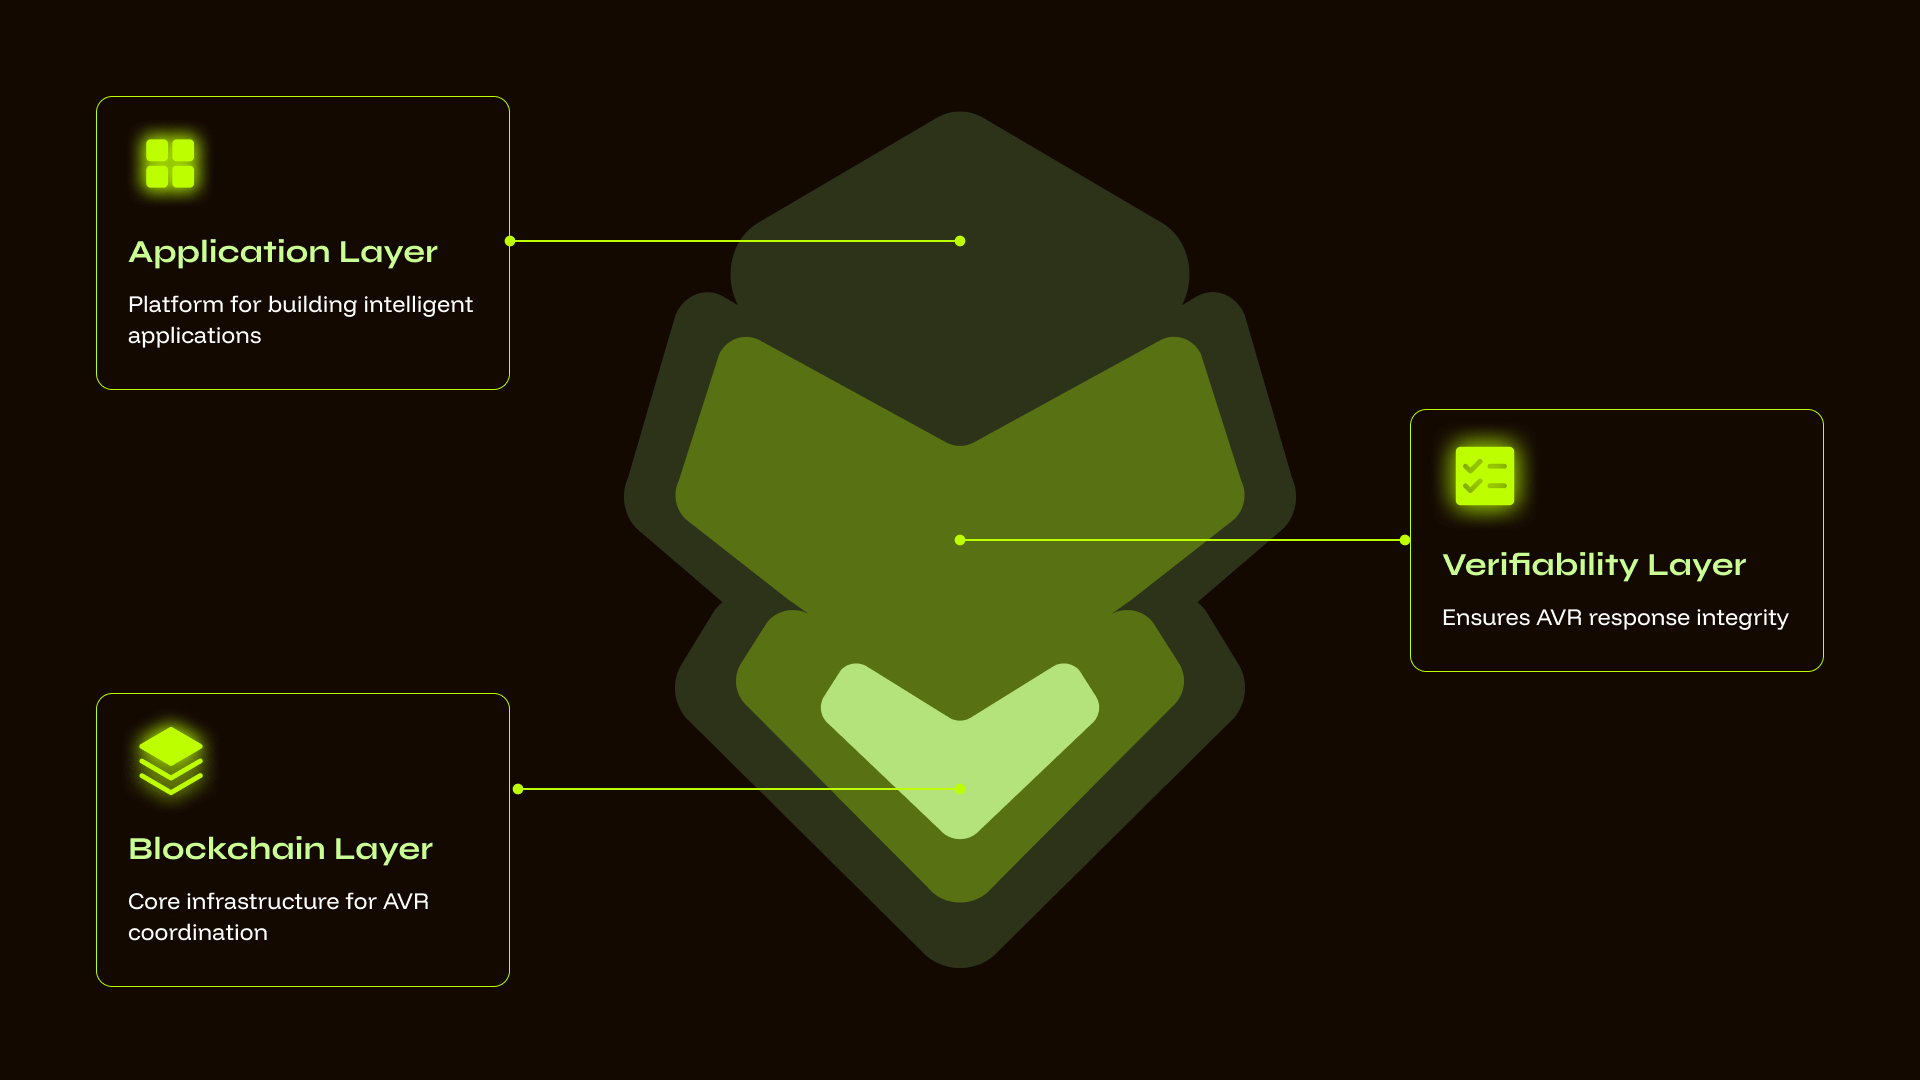 Application Layer
Platform for building intelligent
applications
Verifiability Layer
Ensures AVR response integrity
Blockchain Layer
Core infrastructure for AVR
coordination